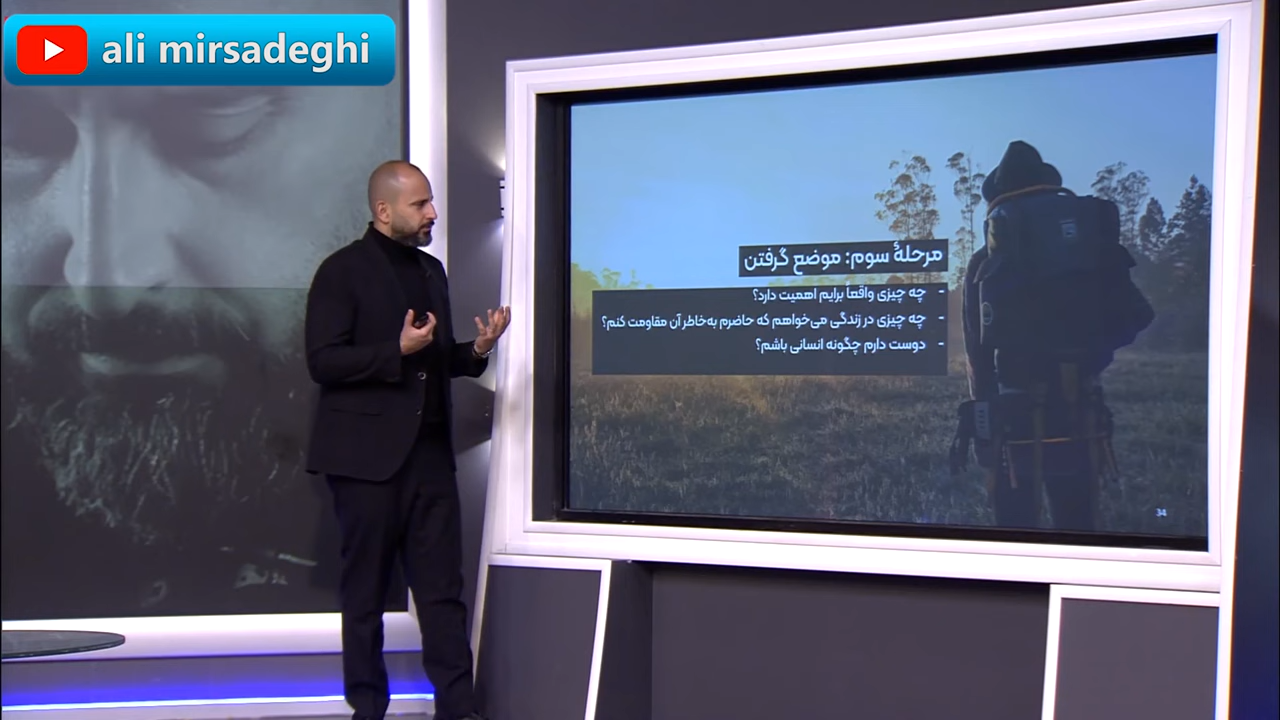 ali mirsadeghi
مرحلهٔ سوم: موضع گرفتن
- چه چیزی واقعاً برایم اهمیت دارد؟
- چه چیزی در زندگی می‌خواهم که حاضرم به‌خاطر آن مقاومت کنم؟
- دوست دارم چگونه انسانی باشم؟
34